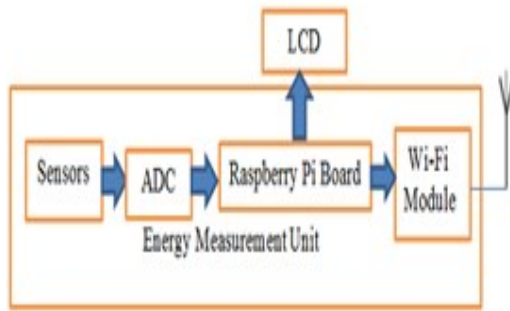 LCD
Sensors
ADC
Raspberry Pi Board
Wi-Fi
Module
Energy Measurement Unit